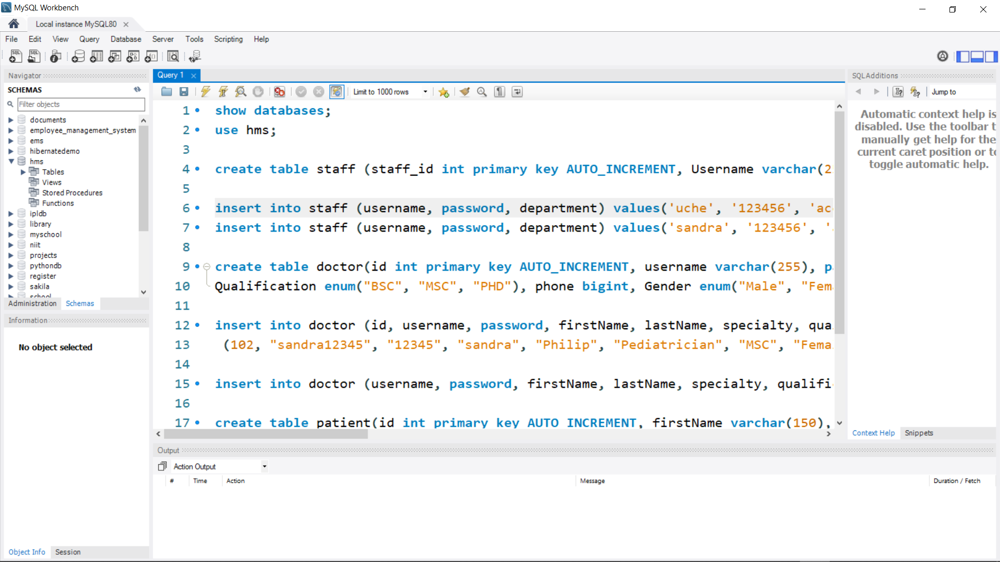 MySQL Workbench
Local instance MySQL80
File Edit View Query Database Server Tools Scripting Help
Navigator
SCHEMAS
Filter objects
documents
employee_management_system
ems
hibernatedemo
hms
Tables
Views
Stored Procedures
Functions
ipldb
library
myschool
niit
projects
pythondb
register
sakila
school
Administration Schemas
Information
No object selected
Object Info Session
Query 1
Limit to 1000 rows
1 show databases;
2 use hms;
3
4 create table staff (staff_id int primary key AUTO_INCREMENT, Username varchar(2
5
6 insert into staff (username, password, department) values('uche', '123456', 'ac
7 insert into staff (username, password, department) values('sandra', '123456', '
8
9 create table doctor(id int primary key AUTO_INCREMENT, username varchar(255), p
10 Qualification enum("BSC", "MSC", "PHD"), phone bigint, Gender enum("Male", "Fem
11
12 insert into doctor (id, username, password, firstName, lastName, specialty, qua
13 (102, "sandra12345", "12345", "sandra", "Philip", "Pediatrician", "MSC", "Fema
14
15 insert into doctor (username, password, firstName, lastName, specialty, qualifi
16
17 create table patient(id int primary key AUTO_INCREMENT, firstName varchar(150),
SQLAdditions
Jump to
Automatic context help is
disabled. Use the toolbar t
manually get help for the
current caret position or to
toggle automatic help.
Context Help Snippets
Output
Action Output
# Time Action Message Duration / Fetch